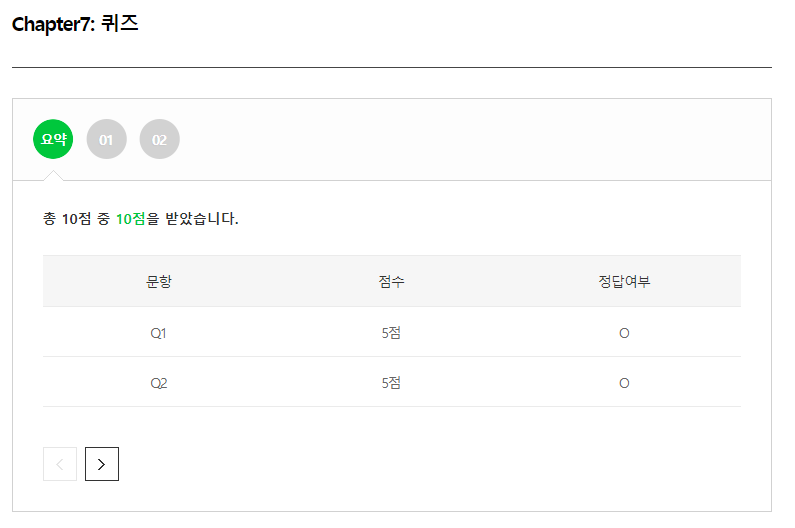 Chapter7: 퀴즈
요약 01 02
총 10점 중 10점을 받았습니다.
문항 점수 정답여부
Q1 5점 O
Q2 5점 O